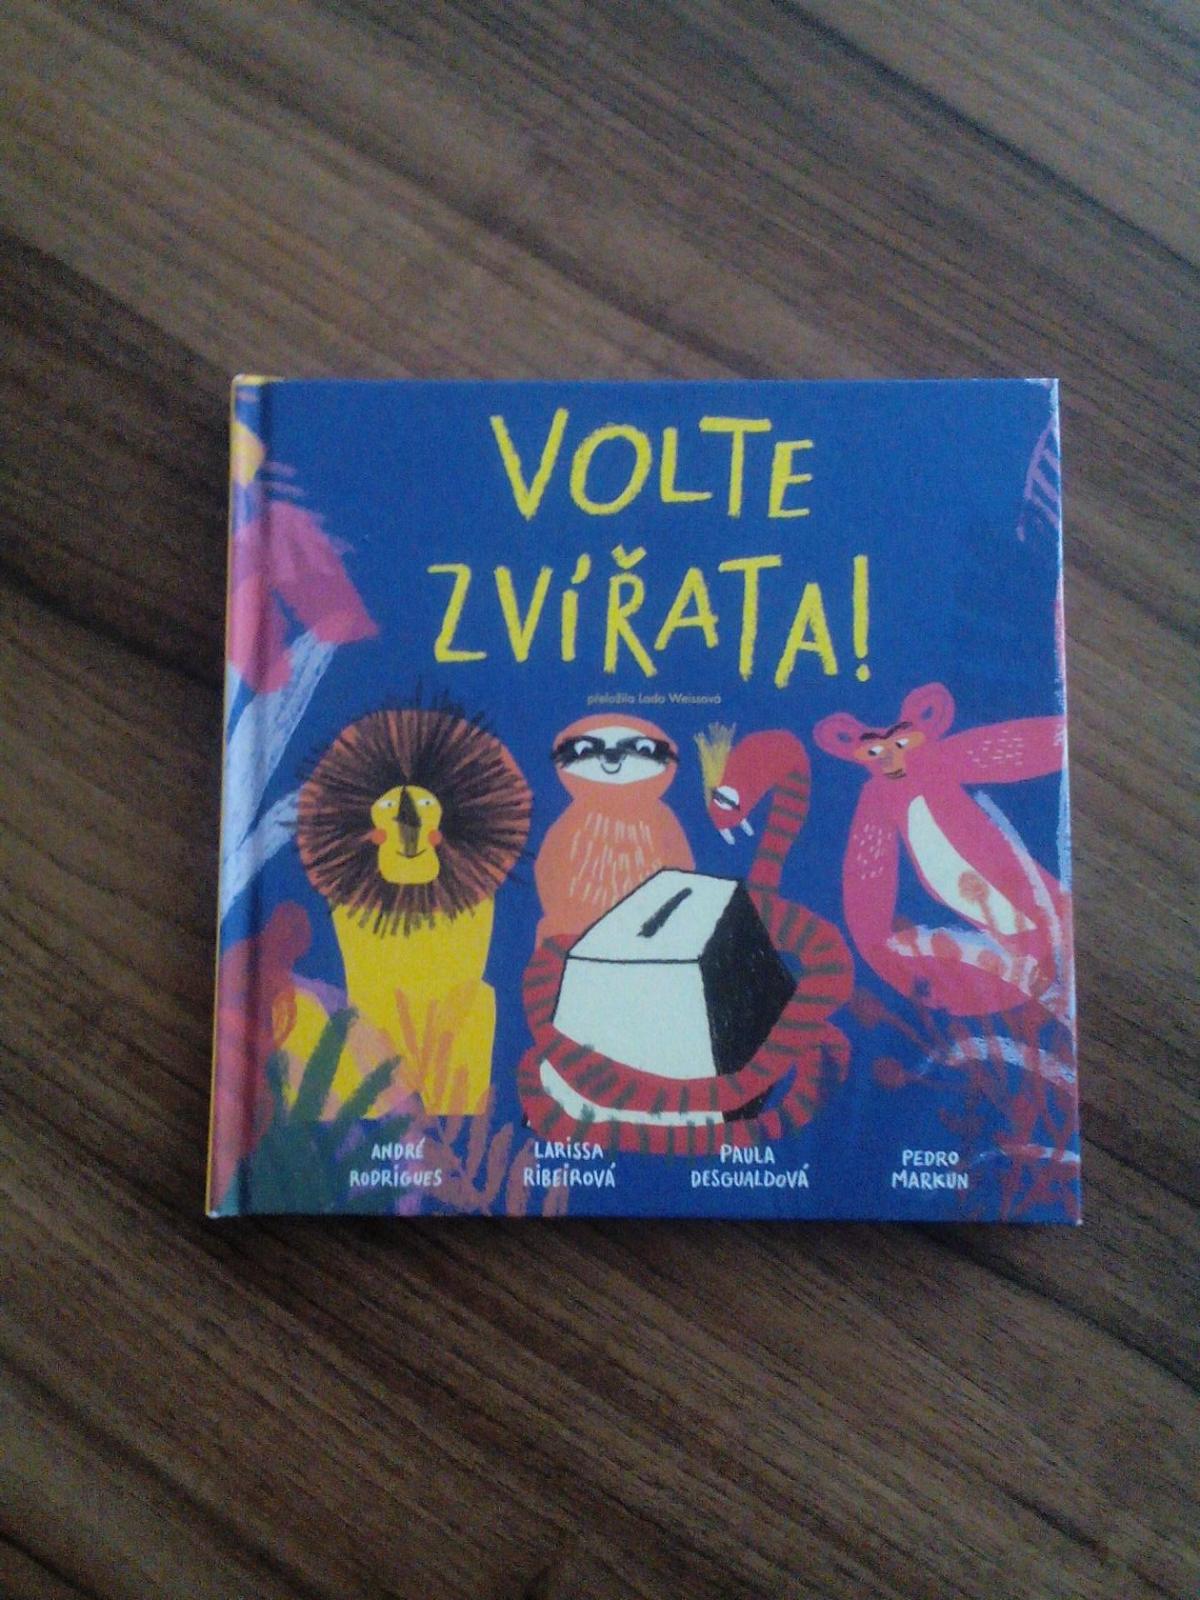 VOLTE
ZVÍŘATA!
přeložila Lada Weissová
ANDRÉ
RODRIGUES
LARISSA
RIBEIROVÁ
PAULA
DESGUALDOVÁ
PEDRO
MARKUN